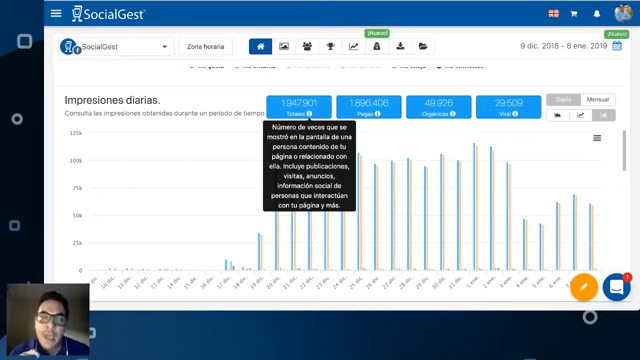 SocialGest
¡Nuevo!
SocialGest
Zona horaria
¡Nuevo!
9 dic. 2018 - 8 ene. 2019
Impresiones diarias.
Consulta las impresiones obtenidas durante un período de tiempo.
1.947.901
Totales
1.896.406
Pagas
49.926
Orgánicas
29.509
Viral
Diaria
Mensual
Número de veces que se
mostró en la pantalla de una
persona contenido de tu
página o relacionado con
ella. Incluye publicaciones,
visitas, anuncios,
información social de
personas que interactúan
con tu página y más.
125k
100k
75k
50k
25k
0
10 dic.
11 dic.
12 dic.
13 dic.
14 dic.
15 dic.
16 dic.
17 dic.
18 dic.
19 dic.
20 dic.
21 dic.
22 dic.
23 dic.
24 dic.
25 dic.
26 dic.
27 dic.
28 dic.
29 dic.
30 dic.
31 dic.
1 ene.
2 ene.
3 ene.
4 ene.
5 ene.
6 ene.
8 ene.
1